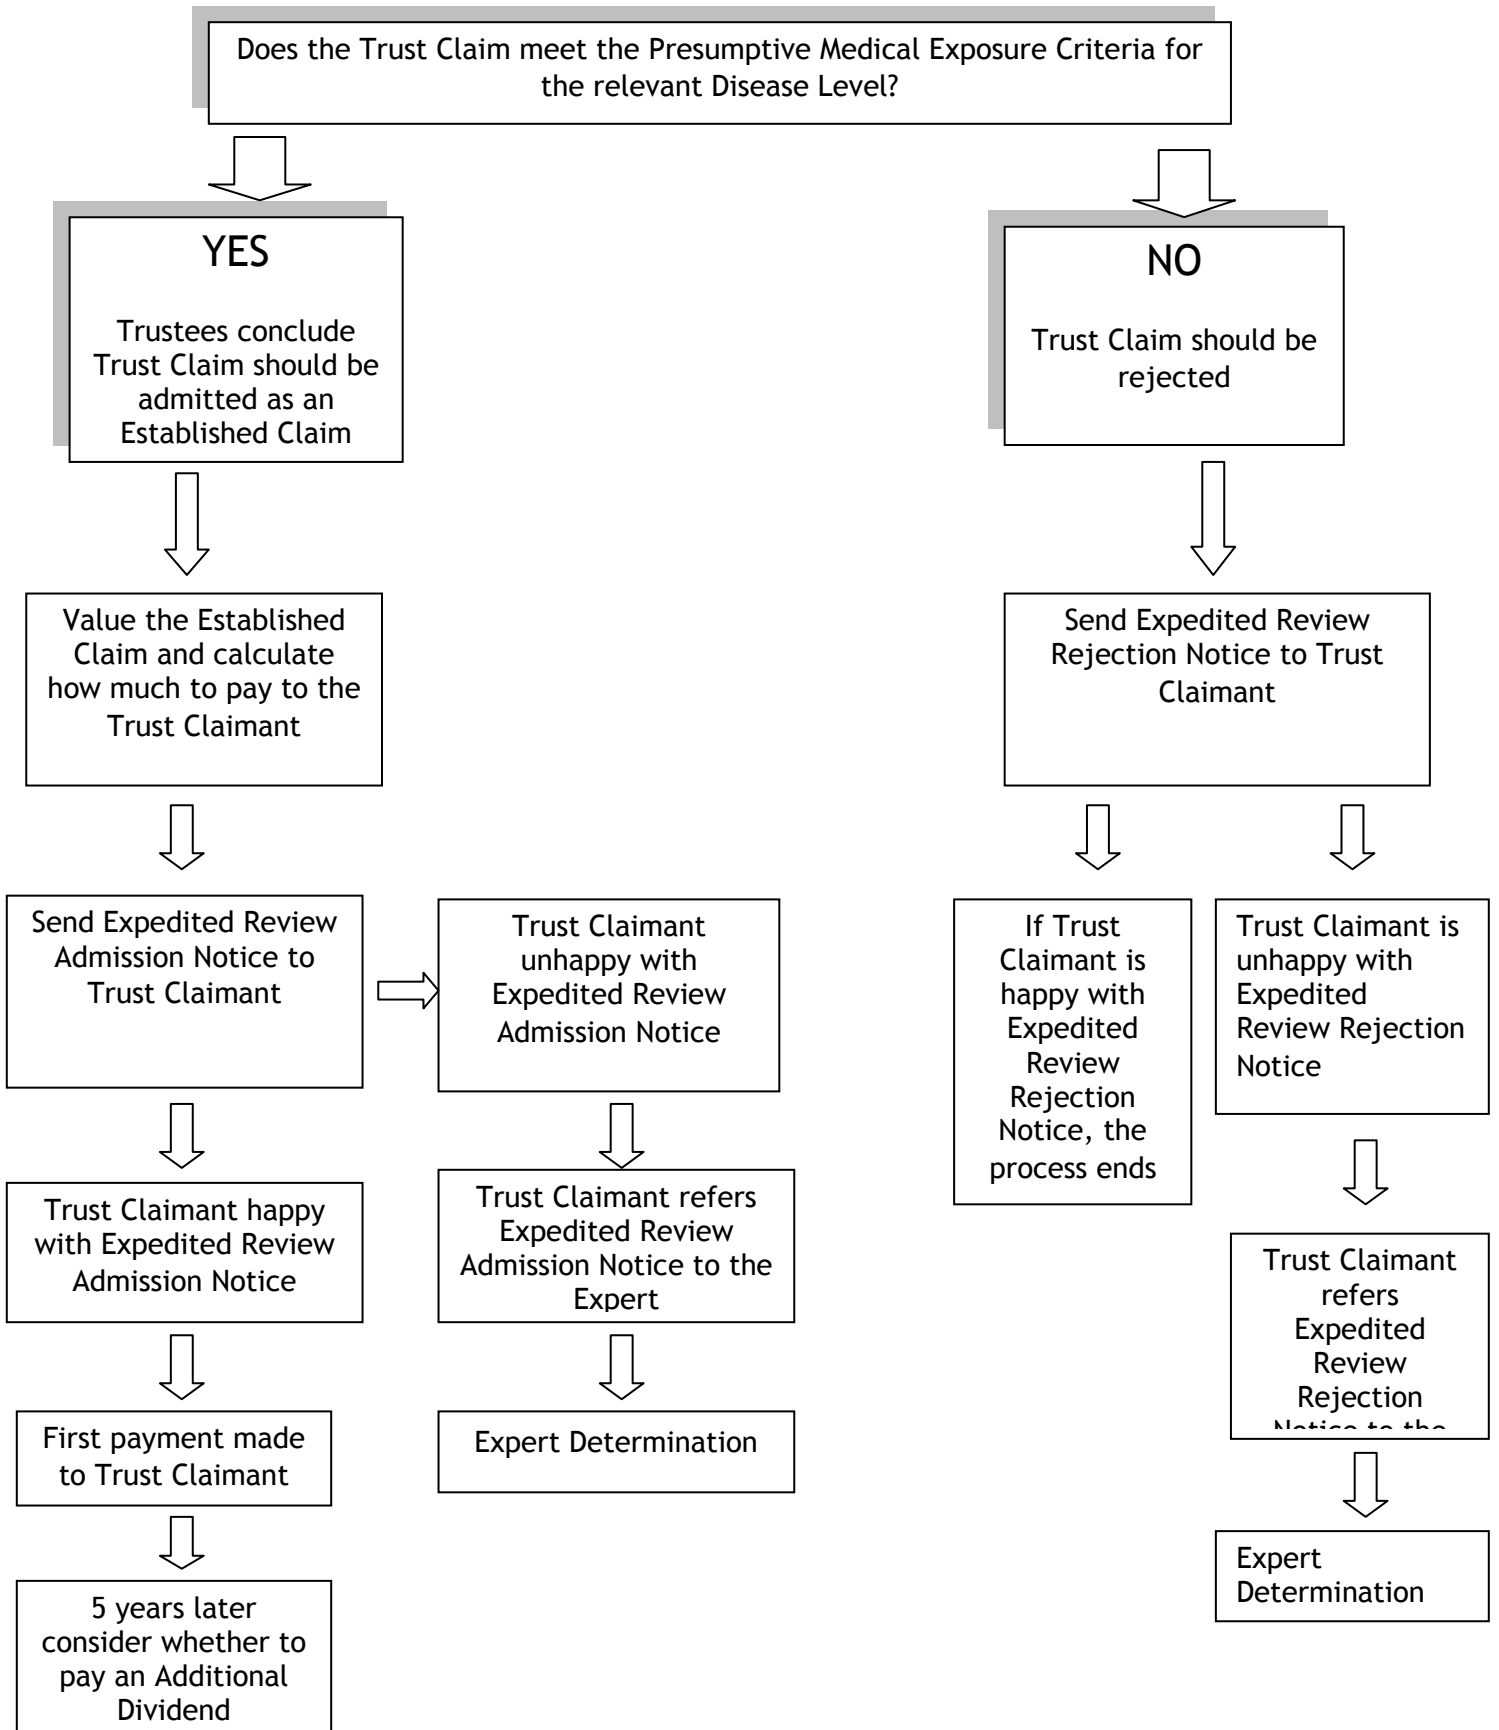 Does the Trust Claim meet the Presumptive Medical Exposure Criteria for
the relevant Disease Level?
YES
Trustees conclude
Trust Claim should be
admitted as an
Established Claim
NO
Trust Claim should be
rejected
Value the Established
Claim and calculate
how much to pay to the
Trust Claimant
Send Expedited Review
Rejection Notice to Trust
Claimant
Send Expedited Review
Admission Notice to
Trust Claimant
Trust Claimant
unhappy with
Expedited Review
Admission Notice
If Trust
Claimant is
happy with
Expedited
Review
Rejection
Notice, the
process ends
Trust Claimant is
unhappy with
Expedited
Review Rejection
Notice
Trust Claimant happy
with Expedited Review
Admission Notice
Trust Claimant refers
Expedited Review
Admission Notice to the
Expert
Trust Claimant
refers
Expedited
Review
Rejection
Notice to the
First payment made
to Trust Claimant
Expert Determination
Expert
Determination
5 years later
consider whether to
pay an Additional
Dividend